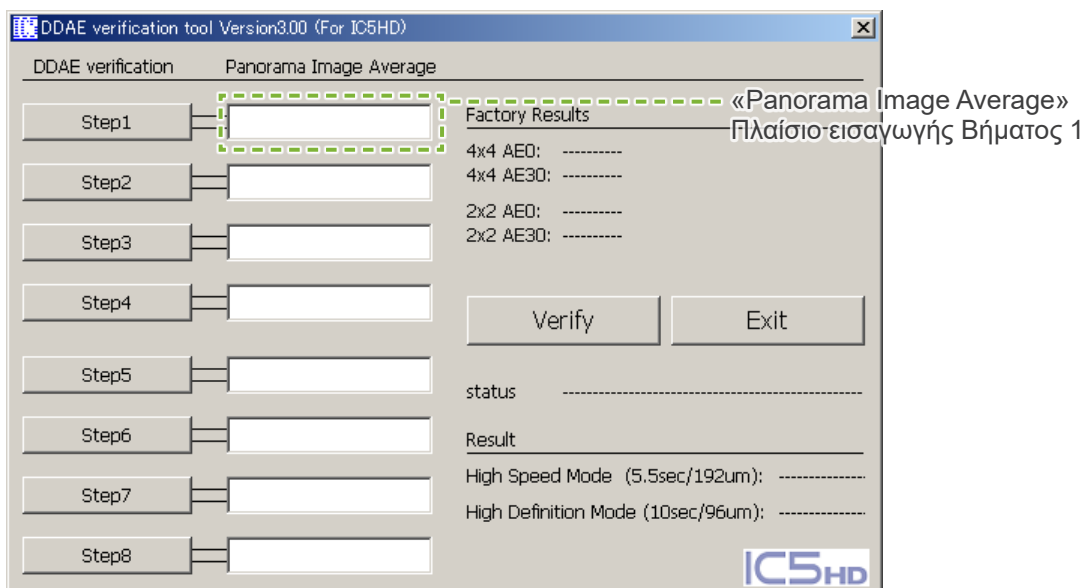 DDAE verification tool Version3.00 (For IC5HD)
DDAE verification Panorama Image Average
Step1
Step2
Step3
Step4
Step5
Step6
Step7
Step8
«Panorama Image Average»
Πλαίσιο εισαγωγής Βήματος 1
Factory Results
4x4 AE0: ----------
4x4 AE30: ----------
2x2 AE0: ----------
2x2 AE30: ----------
Verify Exit
status --------------------------------------------------
Result
High Speed Mode (5.5sec/192um): ---------------
High Definition Mode (10sec/96um): ---------------
IC5HD